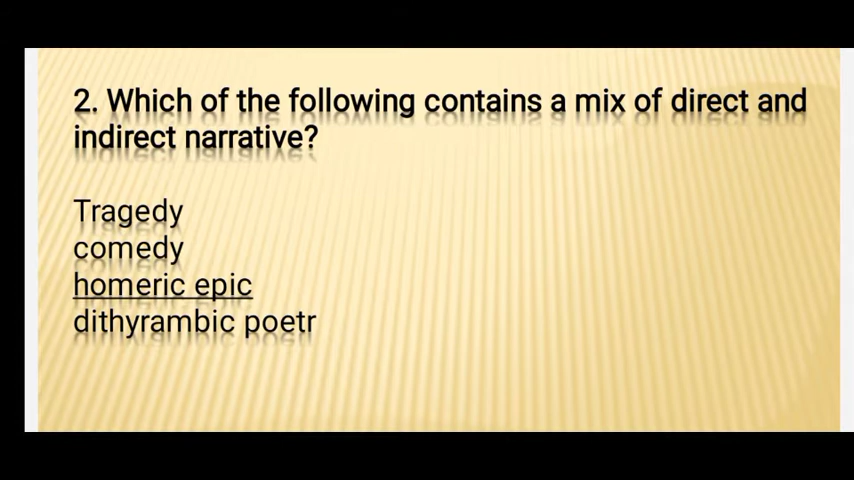 2. Which of the following contains a mix of direct and
indirect narrative?
Tragedy
comedy
homeric epic
dithyrambic poetr